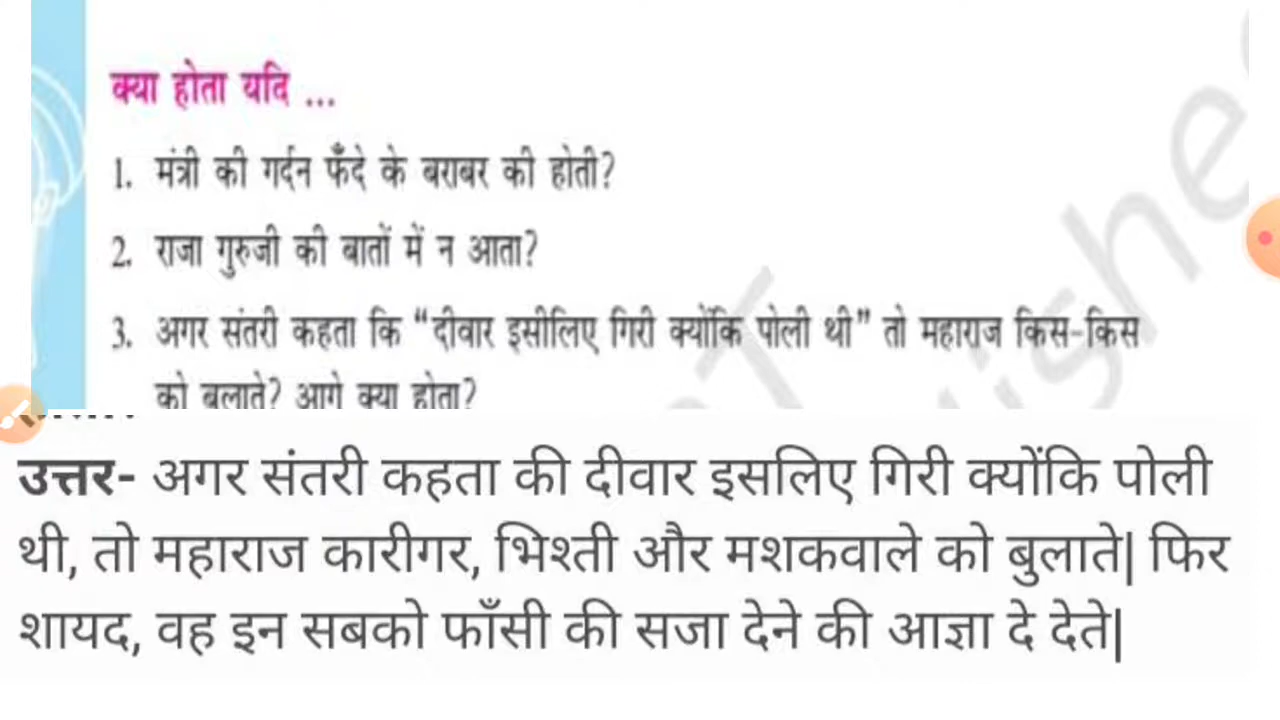 क्या होता यदि ...
1. मंत्री की गर्दन फँदे के बराबर की होती?
2. राजा गुरुजी की बातों में न आता?
3. अगर संतरी कहता कि “दीवार इसीलिए गिरी क्योंकि पोली थी” तो महाराज किस-किस
को बुलाते? आगे क्या होता?
उत्तर- अगर संतरी कहता की दीवार इसलिए गिरी क्योंकि पोली
थी, तो महाराज कारीगर, भिश्ती और मशकवाले को बुलाते| फिर
शायद, वह इन सबको फाँसी की सजा देने की आज्ञा दे देते|